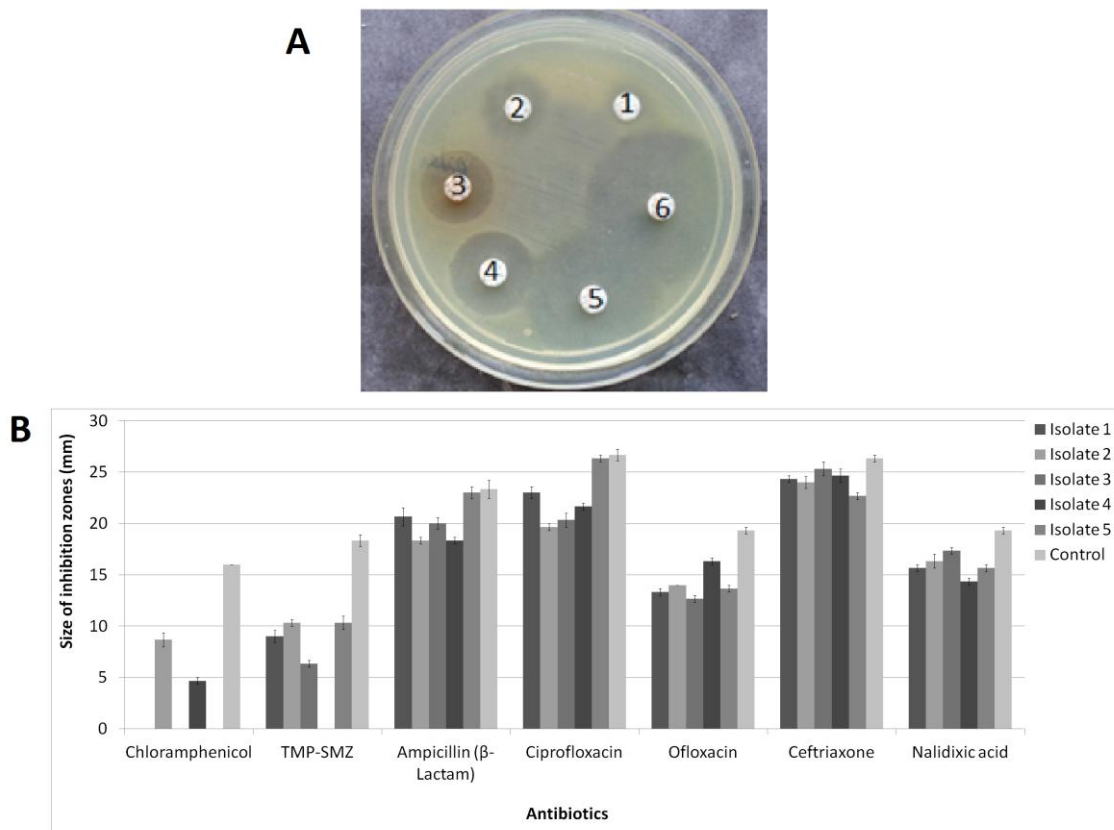 A
2
1
3
6
4
5
B
30
25
20
15
10
5
0
Size of inhibition zones (mm)
Chloramphenicol
TMP-SMZ
Ampicillin (β-
Lactam)
Ciprofloxacin
Ofloxacin
Ceftriaxone
Nalidixic acid
Antibiotics
Isolate 1
Isolate 2
Isolate 3
Isolate 4
Isolate 5
Control